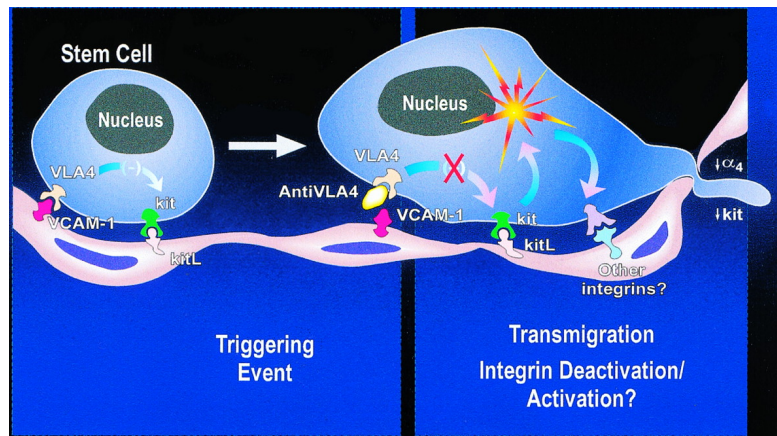 Stem Cell
Nucleus
VLA4
(-)
kit
VCAM-1
kitL
Nucleus
VLA4
(-)
AntiVLA4
VCAM-1
kit
kitL
Other
integrins?
↓α4
↓kit
Triggering
Event
Transmigration
Integrin Deactivation/
Activation?